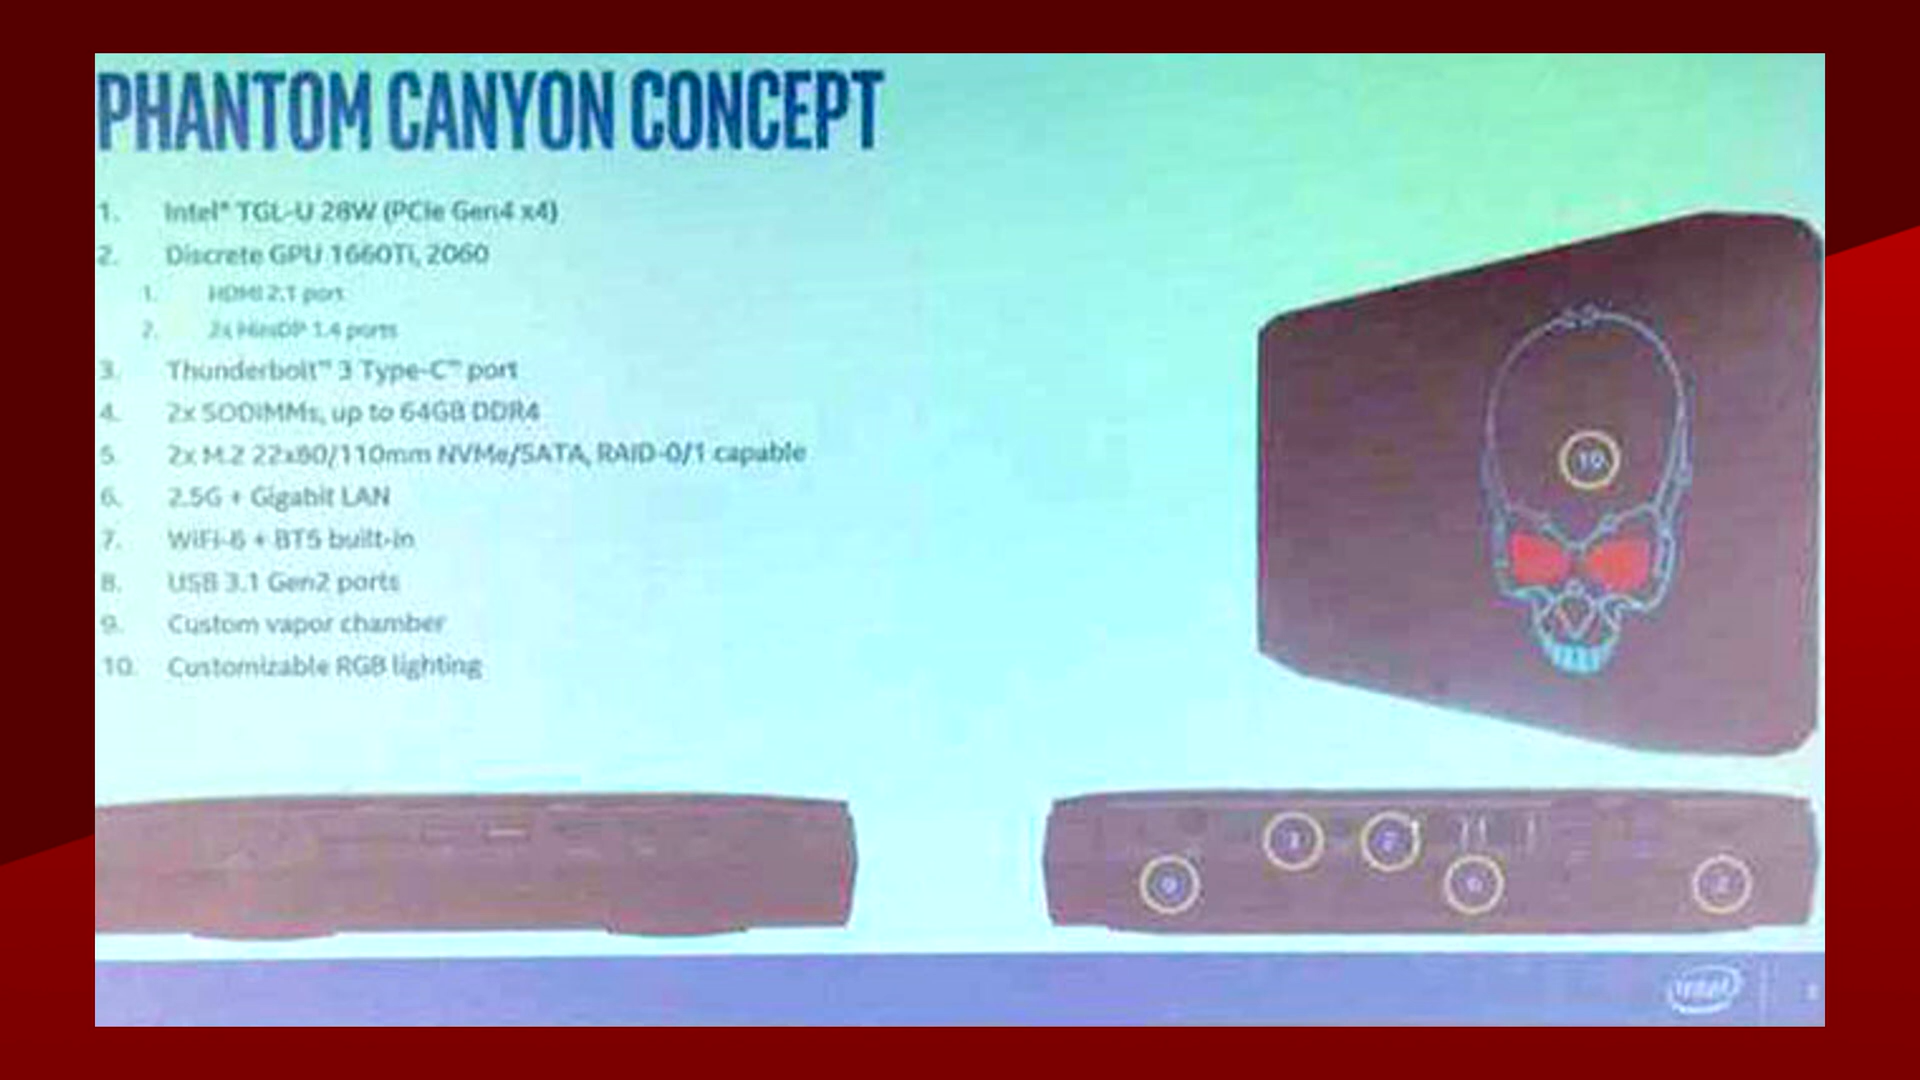 PHANTOM CANYON CONCEPT
1. Intel® TGL-U 28W (PCIe Gen4 x4)
2. Discrete GPU 1660Ti, 2060
1. HDMI 2.1 port
2. 2x MiniDP 1.4 ports
3. Thunderbolt™ 3 Type-C™ port
4. 2x SODIMMs, up to 64GB DDR4
5. 2x M.2 22x80/110mm NVMe/SATA, RAID-0/1 capable
6. 2.5G + Gigabit LAN
7. WiFi-6 + BT5 built-in
8. USB 3.1 Gen2 ports
9. Custom vapor chamber
10. Customizable RGB lighting
10
9
6
2
intel